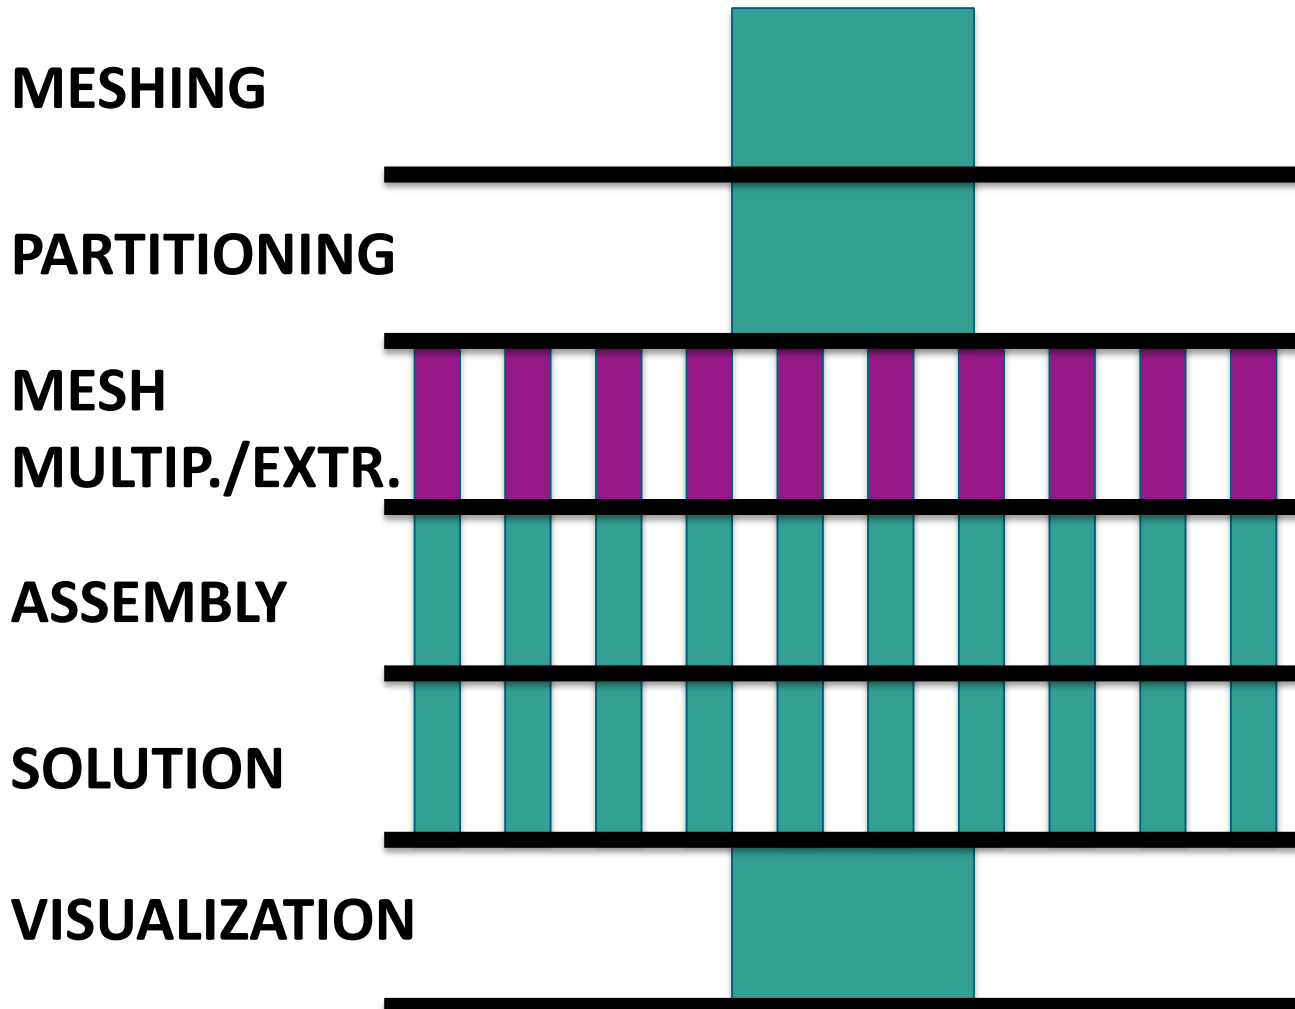 MESHING
PARTITIONING
MESH
MULTIP./EXTR.
ASSEMBLY
SOLUTION
VISUALIZATION